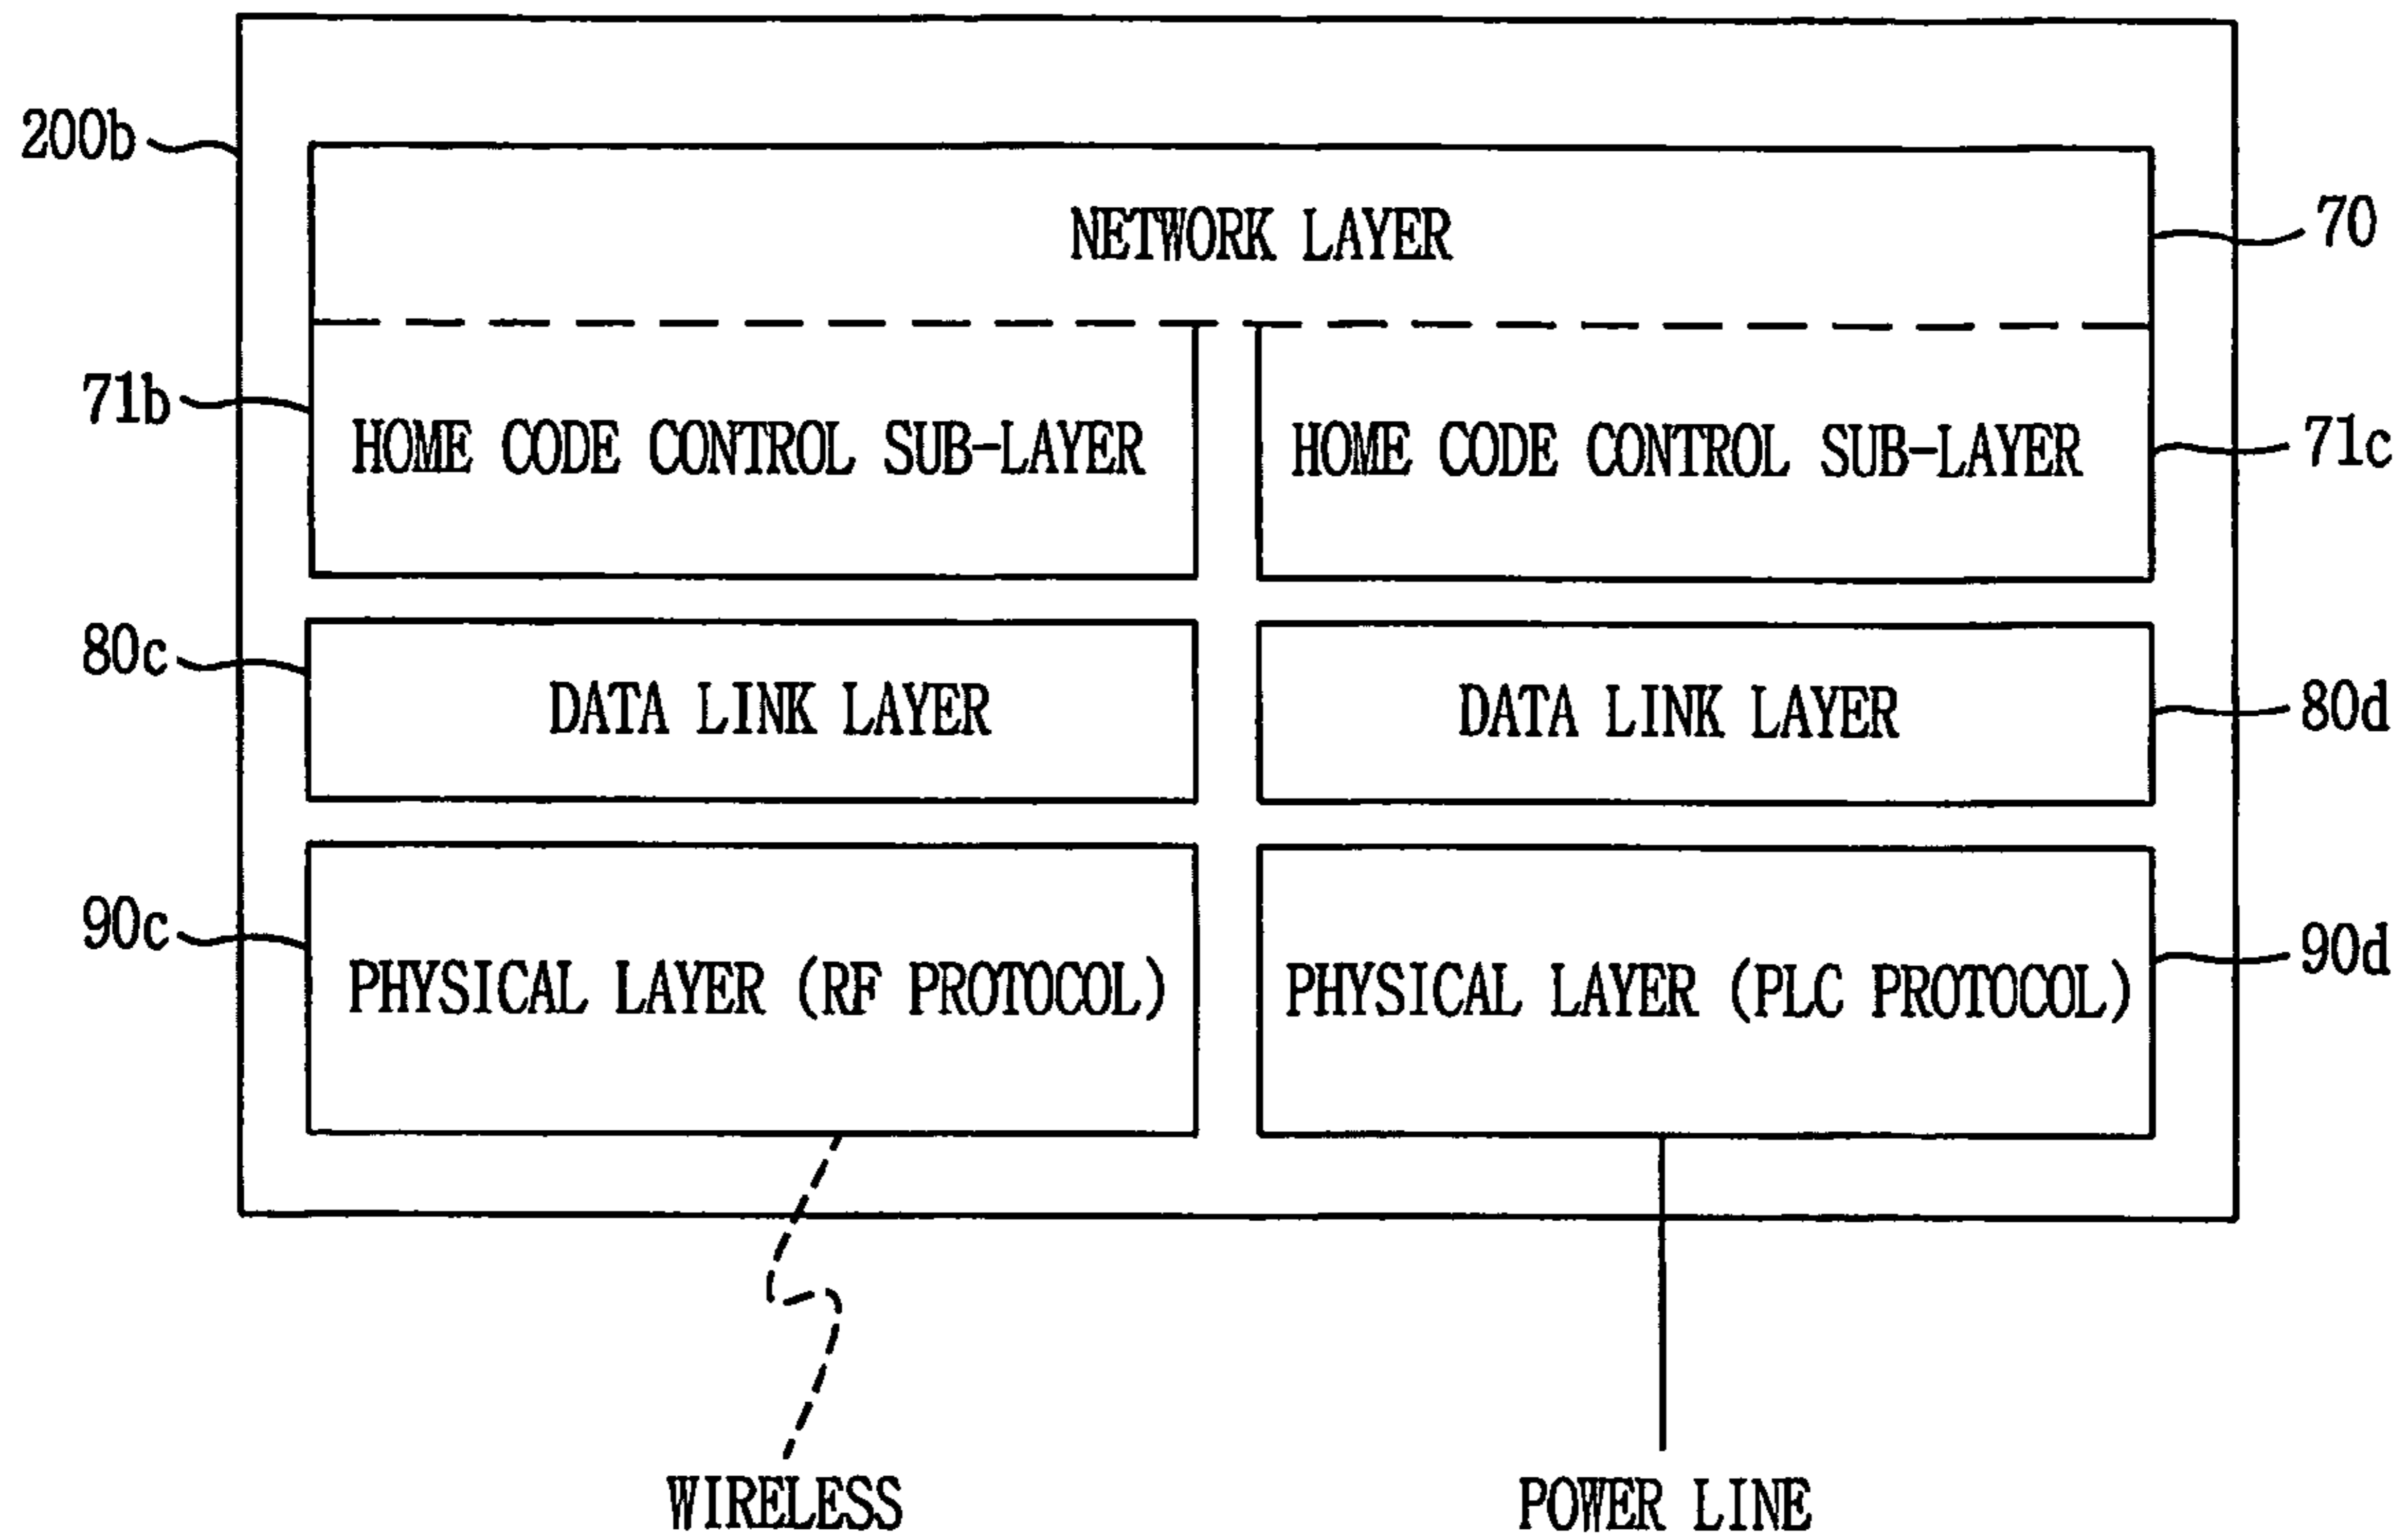 200b
NETWORK LAYER
70
71b
HOME CODE CONTROL SUB-LAYER
HOME CODE CONTROL SUB-LAYER
71c
80c
DATA LINK LAYER
DATA LINK LAYER
80d
90c
PHYSICAL LAYER (RF PROTOCOL)
PHYSICAL LAYER (PLC PROTOCOL)
90d
WIRELESS
POWER LINE